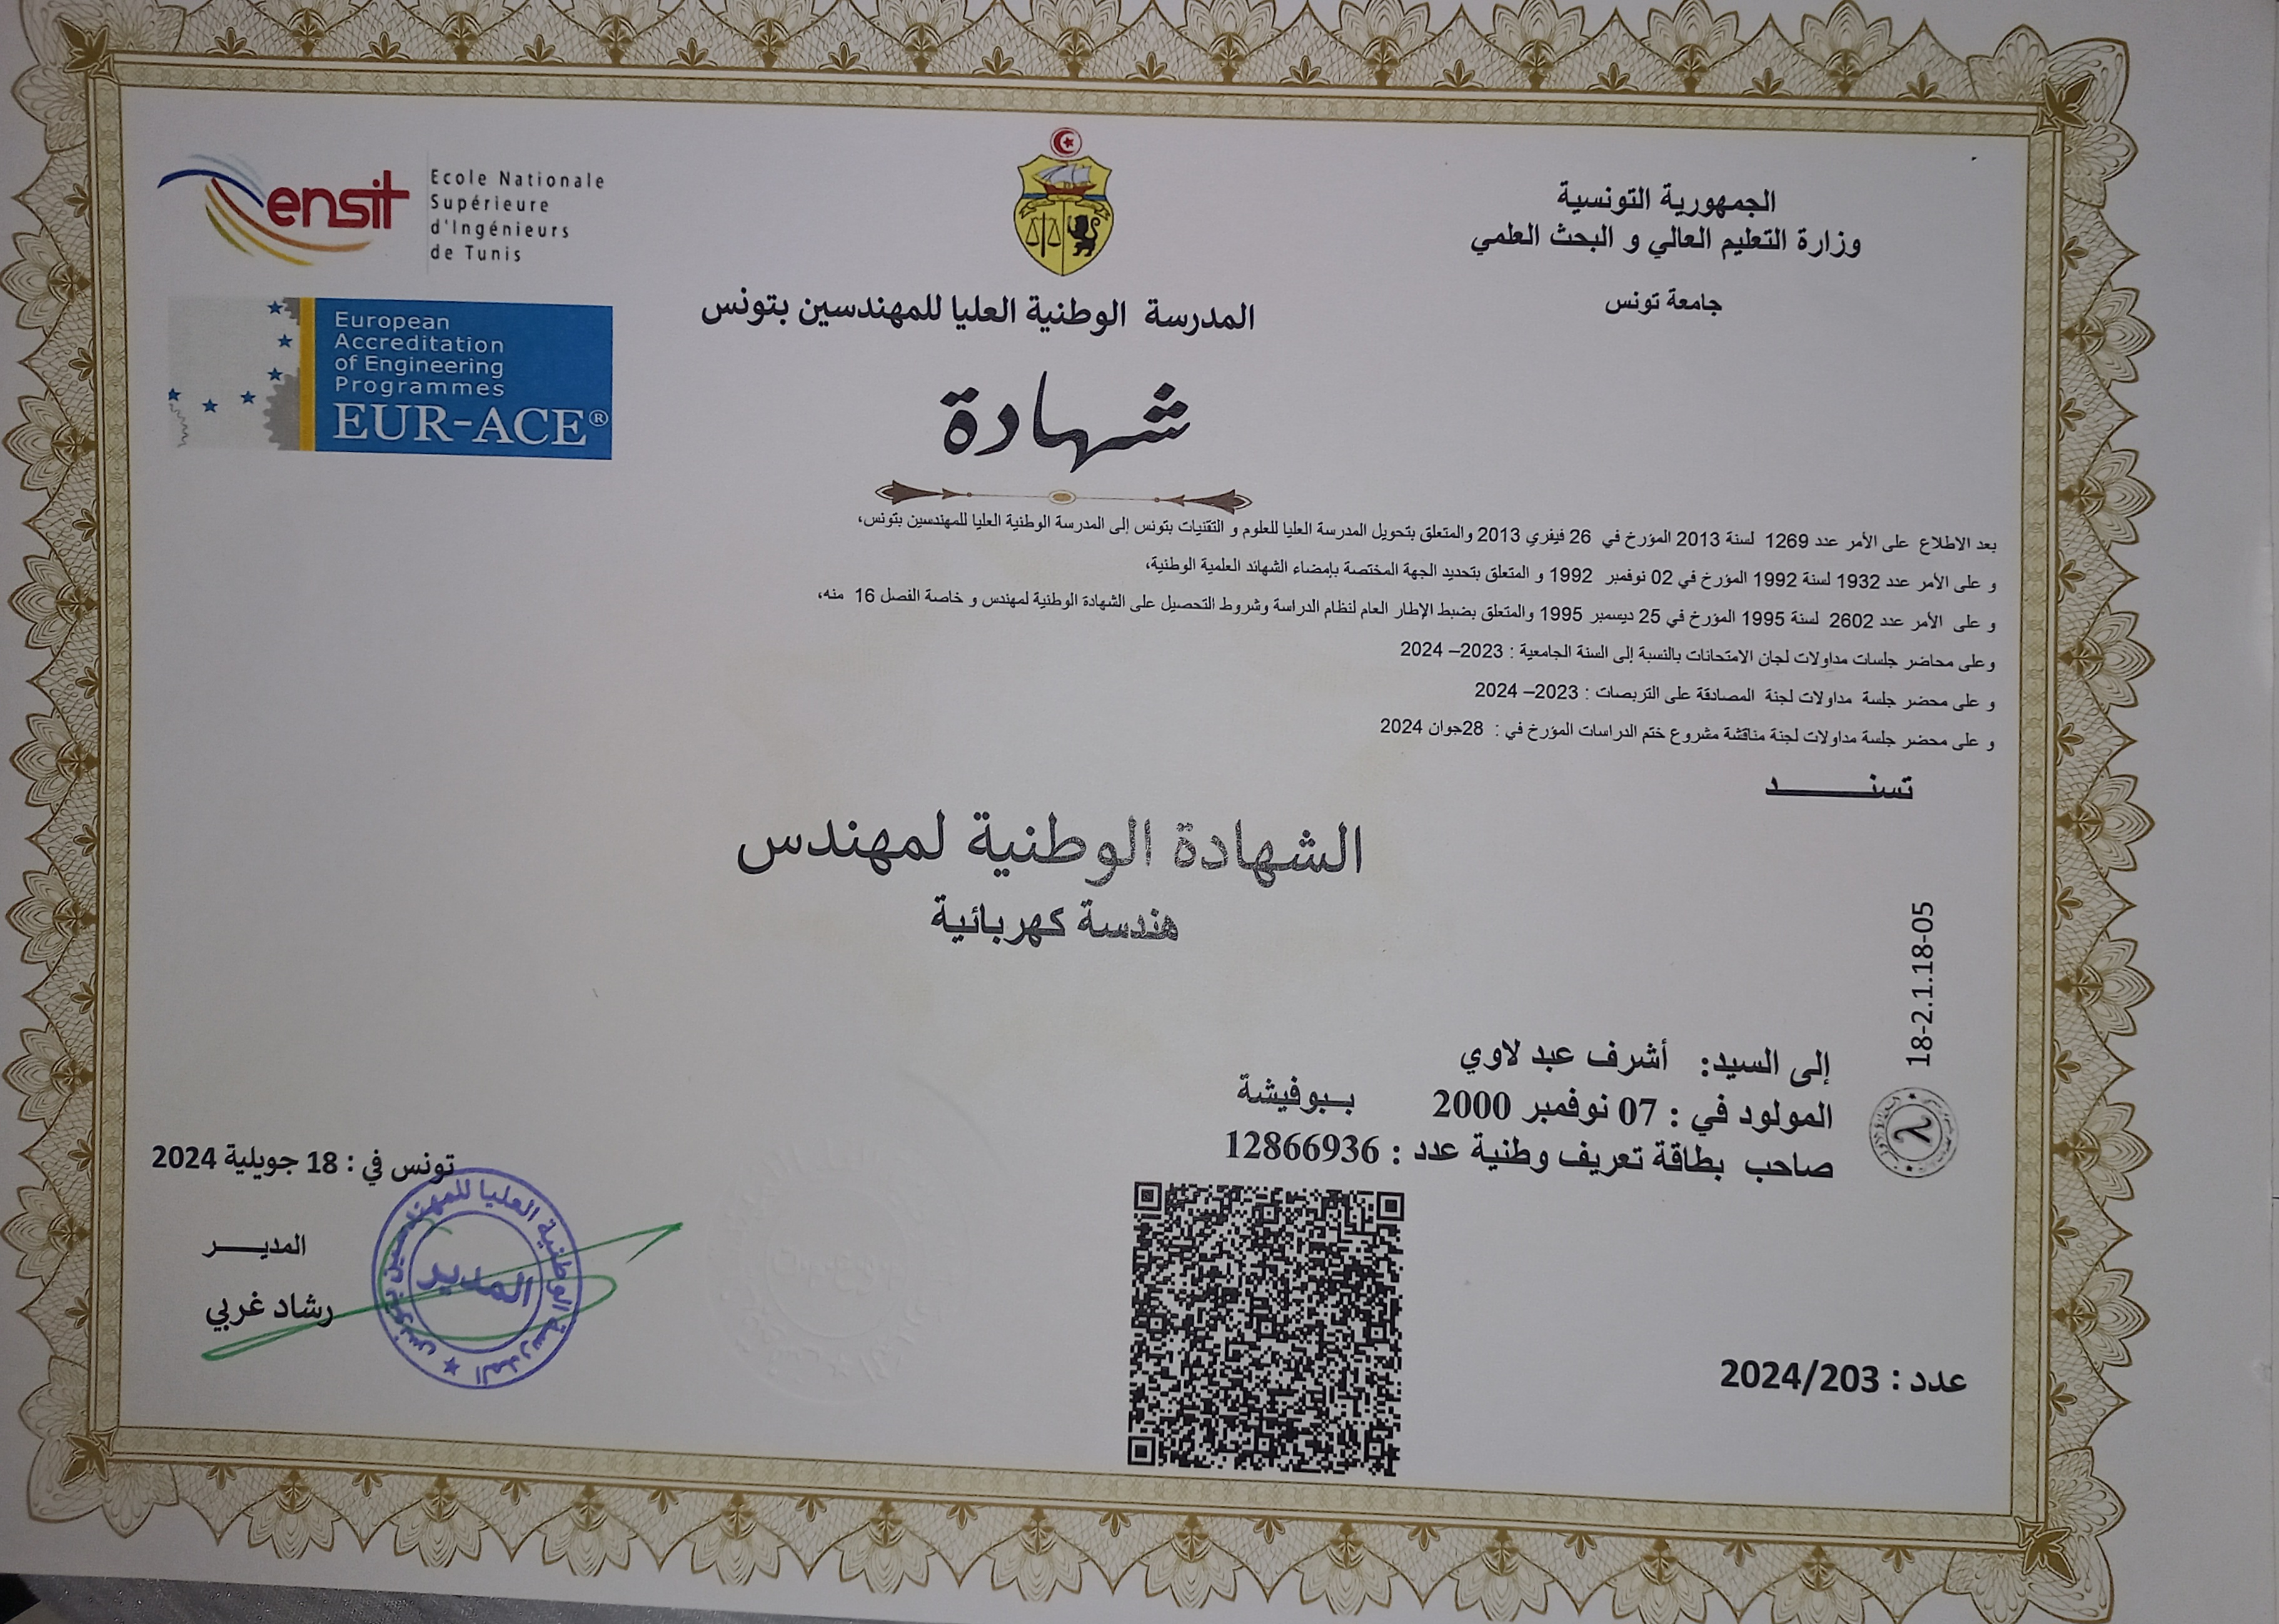 الجمهورية التونسية
وزارة التعليم العالي و البحث العلمي
جامعة تونس
ensit
Ecole Nationale
Supérieure
d'Ingénieurs
de Tunis
European
Accreditation
of Engineering
Programmes
EUR-ACE®
المدرسة الوطنية العليا للمهندسين بتونس
شهادة
بعد الاطلاع على الأمر عدد 1269 لسنة 2013 المؤرخ في 26 فيفري 2013 والمتعلق بتحويل المدرسة العليا للعلوم و التقنيات بتونس إلى المدرسة الوطنية العليا للمهندسين بتونس،
و على الأمر عدد 1932 لسنة 1992 المؤرخ في 02 نوفمبر 1992 و المتعلق بتحديد الجهة المختصة بإمضاء الشهائد العلمية الوطنية،
و على الأمر عدد 2602 لسنة 1995 المؤرخ في 25 ديسمبر 1995 والمتعلق بضبط الإطار العام لنظام الدراسة وشروط التحصيل على الشهادة الوطنية لمهندس و خاصة الفصل 16 منه،
وعلى محاضر جلسات مداولات لجان الامتحانات بالنسبة إلى السنة الجامعية : 2023– 2024
و على محضر جلسة مداولات لجنة المصادقة على التربصات : 2023– 2024
و على محضر جلسة مداولات لجنة مناقشة مشروع ختم الدراسات المؤرخ في : 28جوان 2024
تسنــــــــــد
الشهادة الوطنية لمهندس
هندسة كهربائية
18-2.1.18-05
إلى السيد: أشرف عبد لاوي
المولود في : 07 نوفمبر 2000 بـبوفيشة
صاحب بطاقة تعريف وطنية عدد : 12866936
تونس في : 18 جويلية 2024
المديـــــر
رشاد غربي
المدرسة الوطنية العليا للمهندسين بتونس
المدير
عدد : 2024/203